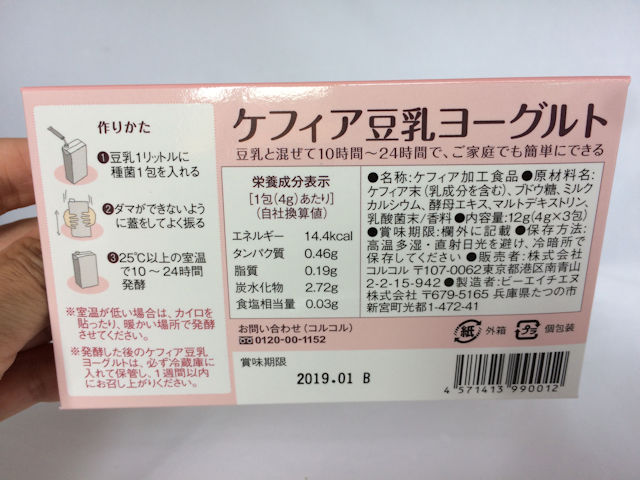 作りかた
❶豆乳1リットルに
種菌1包を入れる
❷ダマができないよう
に蓋をしてよく振る
❸25℃以上の室温
で10〜24時間
発酵
※室温が低い場合は、カイロを
貼ったり、暖かい場所で発酵
させてください。
※発酵した後のケフィア豆乳
ヨーグルトは、必ず冷蔵庫に
入れて保管し、1週間以内
にお召し上がりください。
ケフィア豆乳ヨーグルト
豆乳と混ぜて10時間〜24時間で、ご家庭でも簡単にできる
栄養成分表示
[1包(4g)あたり]
(自社換算値)
エネルギー 14.4kcal
タンパク質 0.46g
脂質 0.19g
炭水化物 2.72g
食塩相当量 0.03g
お問い合わせ(コルコル)
0120-00-1152
●名称:ケフィア加工食品●原材料名:
ケフィア末(乳成分を含む)、ブドウ糖、ミルク
カルシウム、酵母エキス、マルトデキストリン、
乳酸菌末/香料●内容量:12g(4g×3包)
●賞味期限:欄外に記載●保存方法:
高温多湿・直射日光を避け、冷暗所で
保存してください●販売者:株式会社
コルコル〒107-0062東京都港区南青山
2-2-15-942●製造者:ビーエイチエヌ
株式会社〒679-5165 兵庫県たつの市
新宮町光都1-472-41
紙 外箱 プラ 個包装
賞味期限
2019.01 B
4 571413 990012